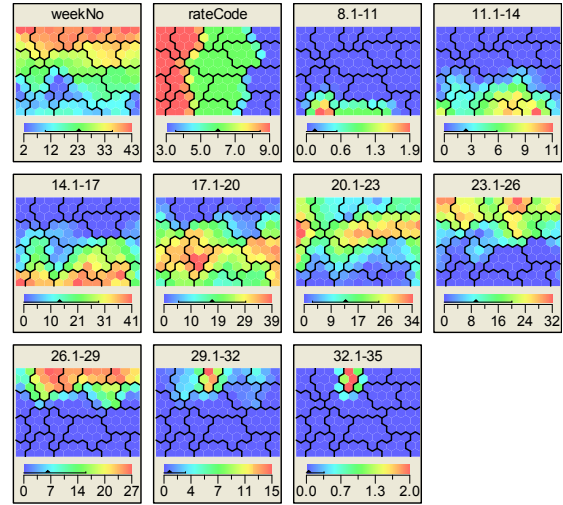 weekNo
2 12 23 33 43
rateCode
3.0 5.0 7.0 9.0
8.1-11
0.0 0.6 1.3 1.9
11.1-14
0 3 6 9 11
14.1-17
0 10 21 31 41
17.1-20
0 10 19 29 39
20.1-23
0 9 17 26 34
23.1-26
0 8 16 24 32
26.1-29
0 7 14 20 27
29.1-32
0 4 7 11 15
32.1-35
0.0 0.7 1.3 2.0